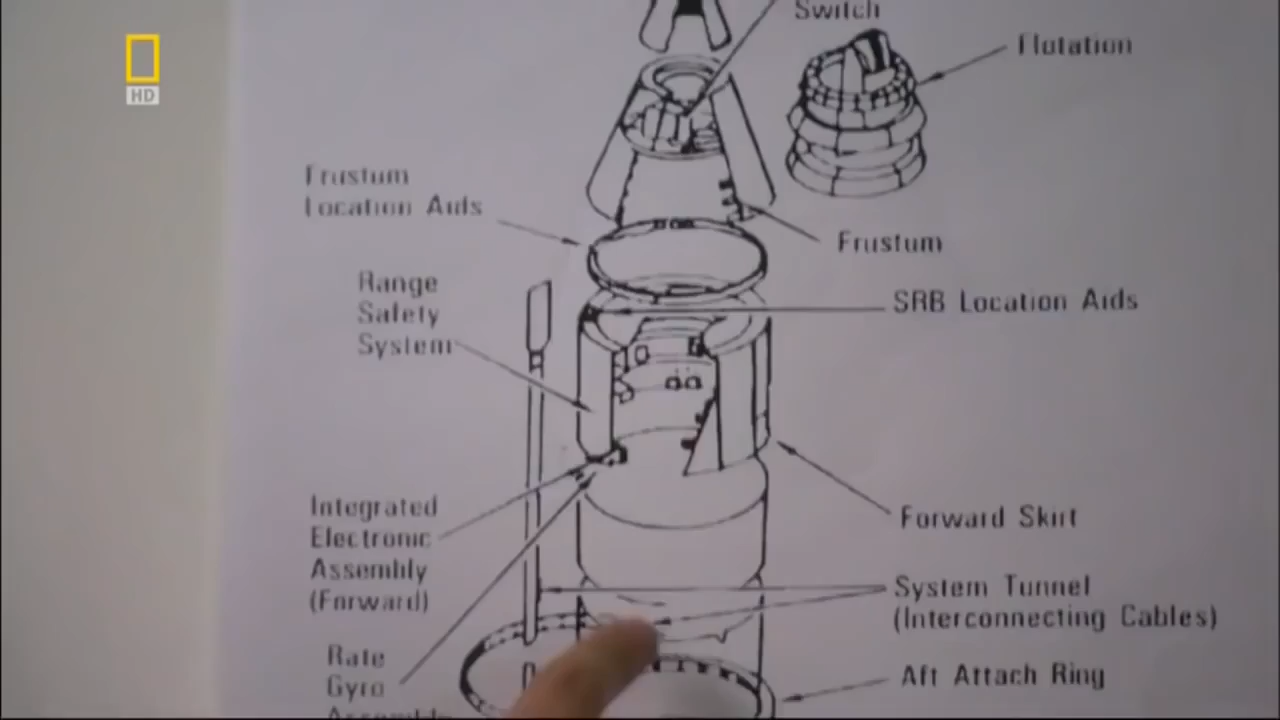 Switch
Flotation
HD
Frustum
Location Aids
Frustum
Range
Safety
System
SRB Location Aids
Integrated
Electronic
Assembly
(Forward)
Forward Skirt
System Tunnel
(Interconnecting Cables)
Rate
Gyro
Aft Attach Ring